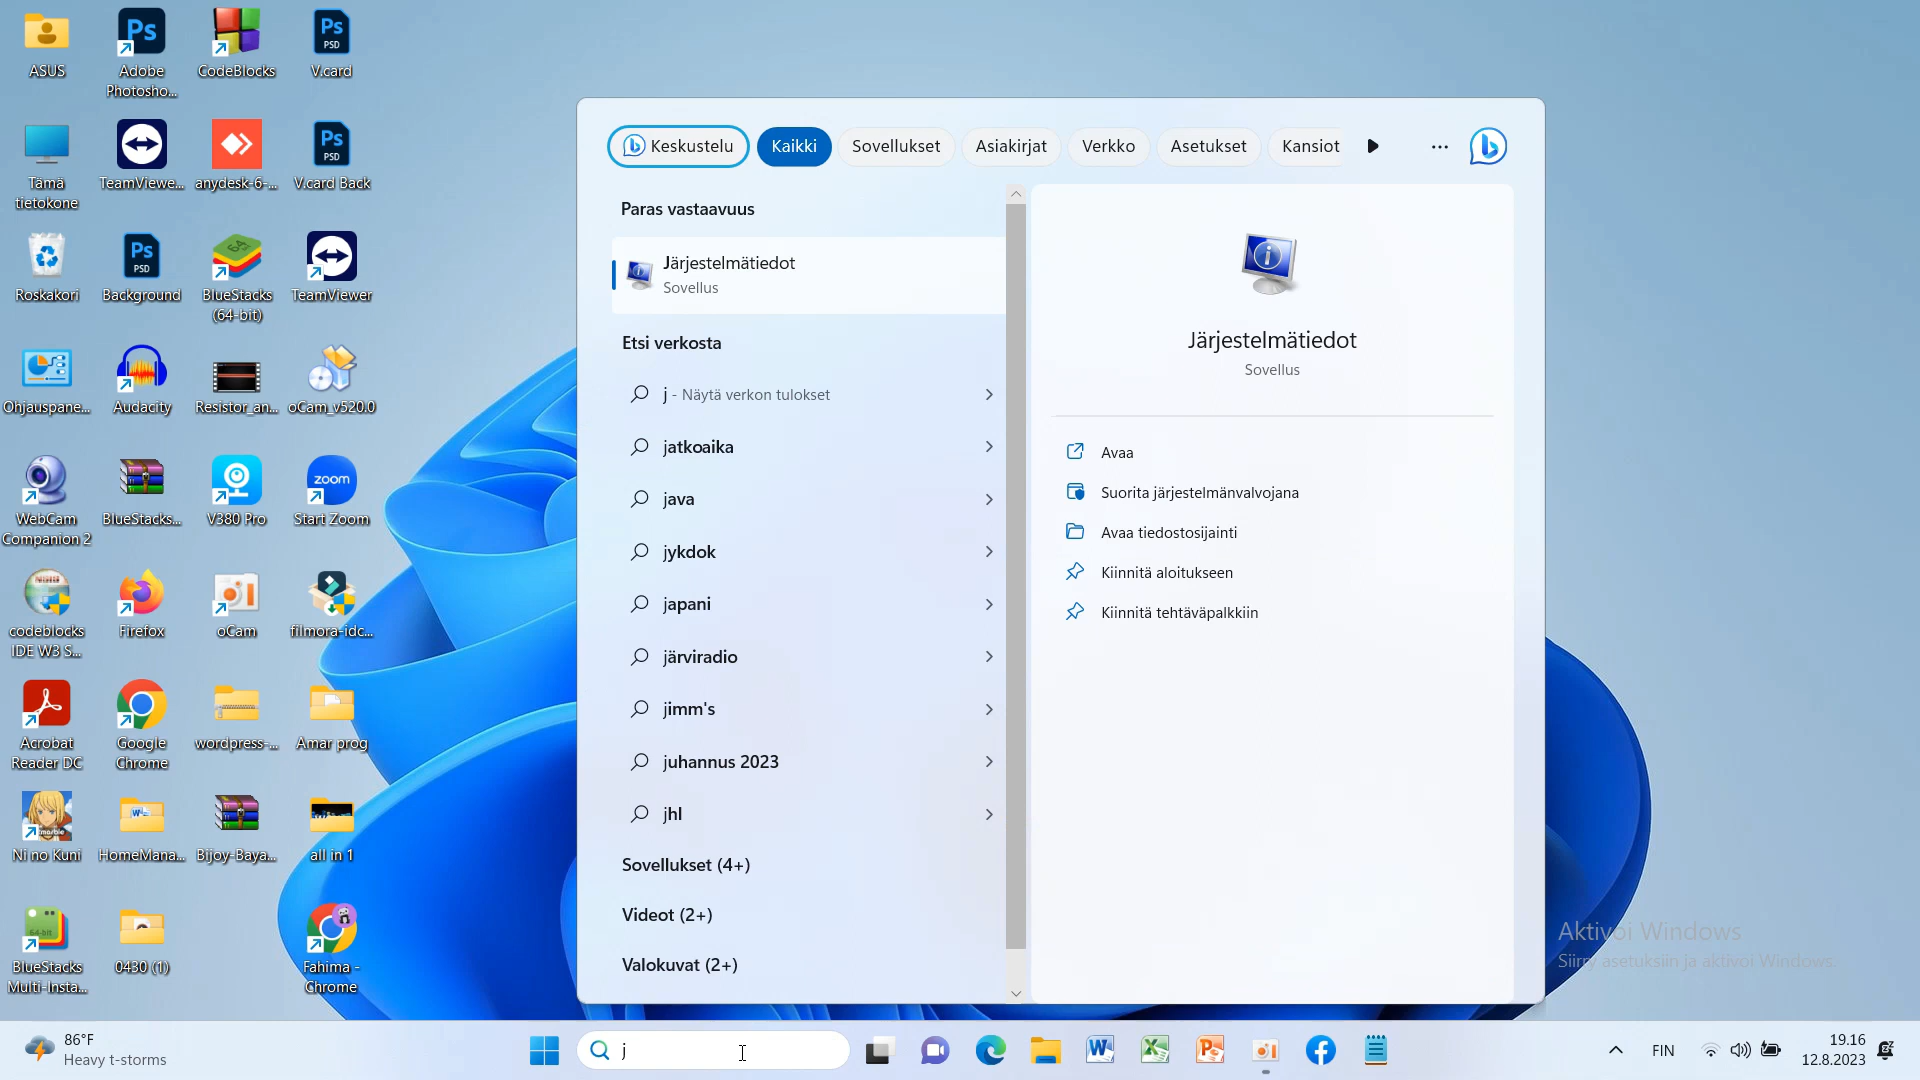 ASUS
Adobe
Photosho...
CodeBlocks
V.card
Tämä
tietokone
TeamViewe...
anydesk-6-...
V.card Back
Roskakori
Background
BlueStacks
(64-bit)
TeamViewer
Ohjauspane...
Audacity
Resistor_an...
oCam_v520.0
WebCam
Companion 2
BlueStacks...
V380 Pro
Start Zoom
codeblocks
IDE W3 S...
Firefox
oCam
filmora-idc...
Acrobat
Reader DC
Google
Chrome
wordpress-...
Amar prog
Ni no Kuni
HomeMana...
Bijoy-Baya...
all in 1
BlueStacks
Multi-Insta...
0430 (1)
Fahima -
Chrome
Keskustelu
Kaikki
Sovellukset
Asiakirjat
Verkko
Asetukset
Kansiot
Paras vastaavuus
Järjestelmätiedot
Sovellus
Etsi verkosta
j - Näytä verkon tulokset
jatkoaika
java
jykdok
japani
järviradio
jimm's
juhannus 2023
jhl
Sovellukset (4+)
Videot (2+)
Valokuvat (2+)
Järjestelmätiedot
Sovellus
Avaa
Suorita järjestelmänvalvojana
Avaa tiedostosijainti
Kiinnitä aloitukseen
Kiinnitä tehtäväpalkkiin
Aktivoi Windows
Siirry asetuksiin ja aktivoi Windows.
86°F
Heavy t-storms
j
FIN
19.16
12.8.2023